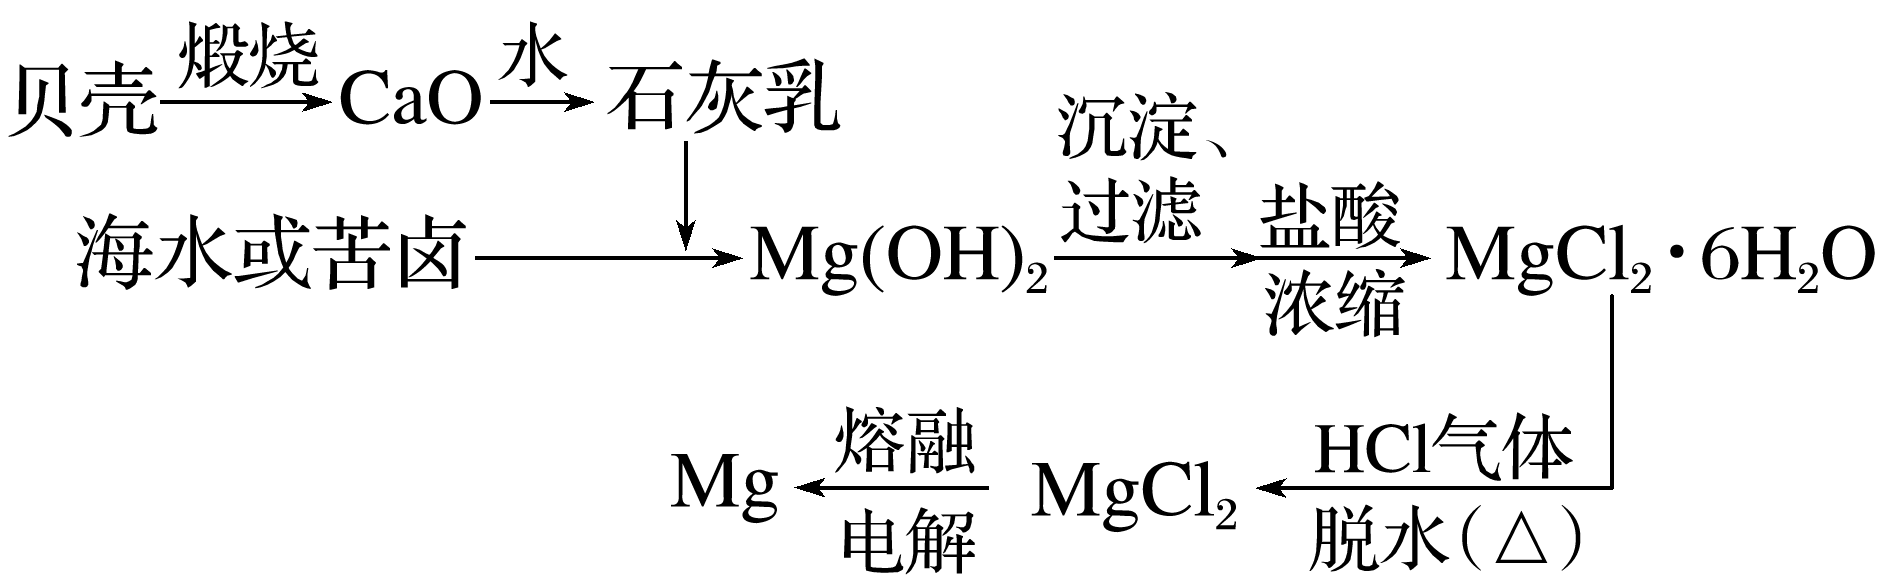 贝壳 煅烧 CaO 水 石灰乳
海水或苦卤 Mg(OH)₂ 沉淀、
过滤 盐酸
浓缩 MgCl₂·6H₂O
HCl气体
脱水(△) MgCl₂ 熔融
电解 Mg